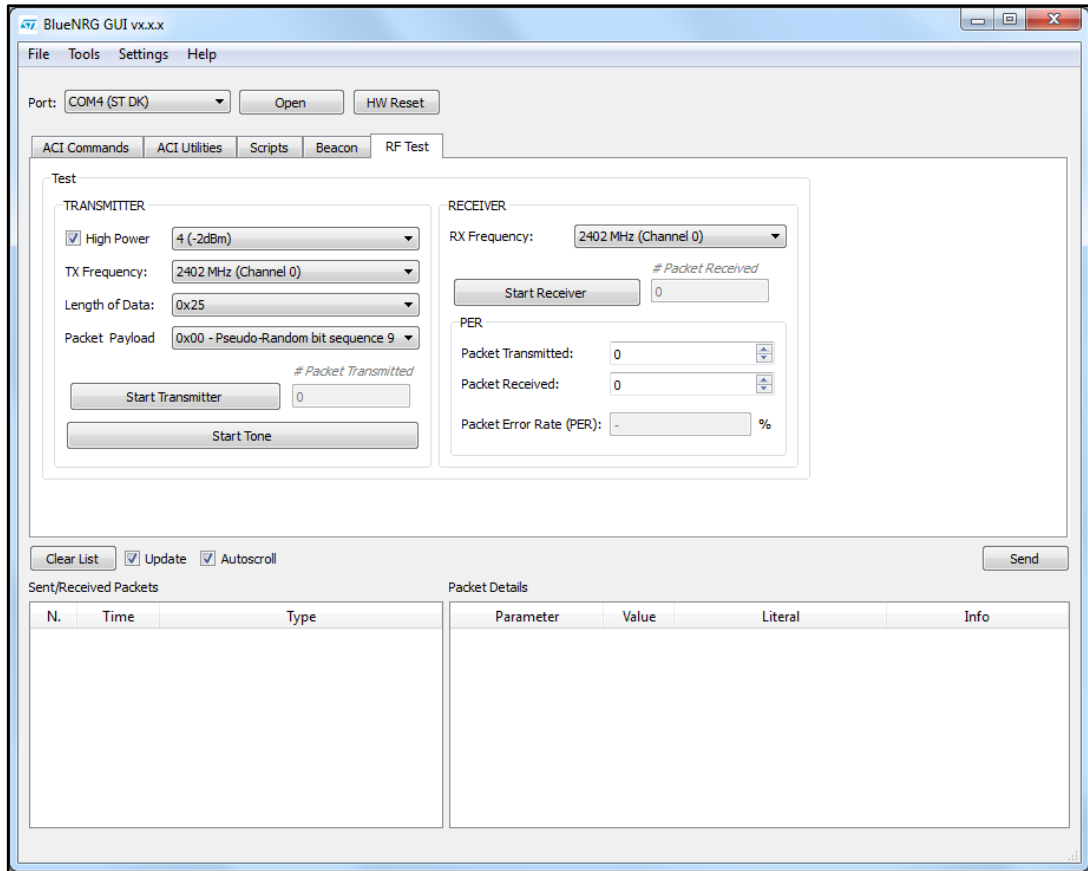 BlueNRG GUI vx.x.x
File Tools Settings Help
Port: COM4 (ST DK) Open HW Reset
ACI Commands ACI Utilities Scripts Beacon RF Test
Test
TRANSMITTER
High Power 4 (-2dBm)
TX Frequency: 2402 MHz (Channel 0)
Length of Data: 0x25
Packet Payload 0x00 - Pseudo-Random bit sequence 9
# Packet Transmitted
Start Transmitter 0
Start Tone
RECEIVER
RX Frequency: 2402 MHz (Channel 0)
# Packet Received
Start Receiver 0
PER
Packet Transmitted: 0
Packet Received: 0
Packet Error Rate (PER): - %
Clear List Update Autoscroll Send
Sent/Received Packets
N. Time Type
Packet Details
Parameter Value Literal Info